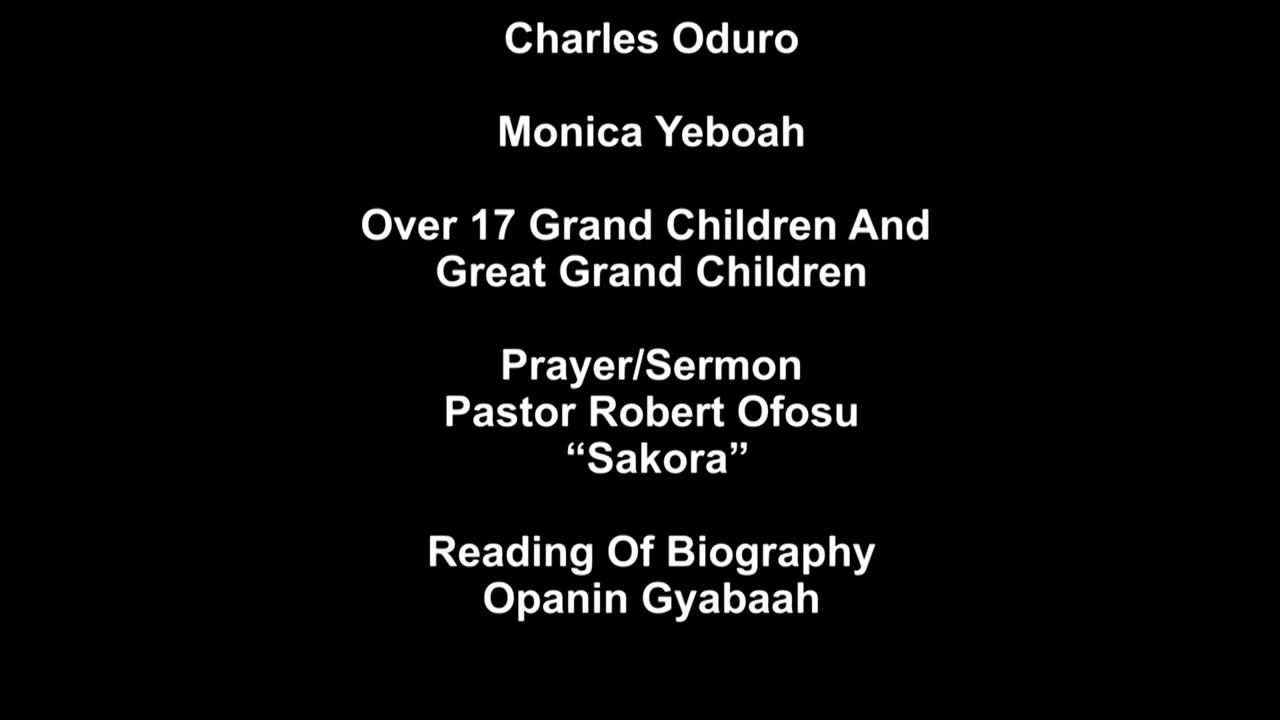 Charles Oduro
Monica Yeboah
Over 17 Grand Children And
Great Grand Children
Prayer/Sermon
Pastor Robert Ofosu
“Sakora”
Reading Of Biography
Opanin Gyabaah